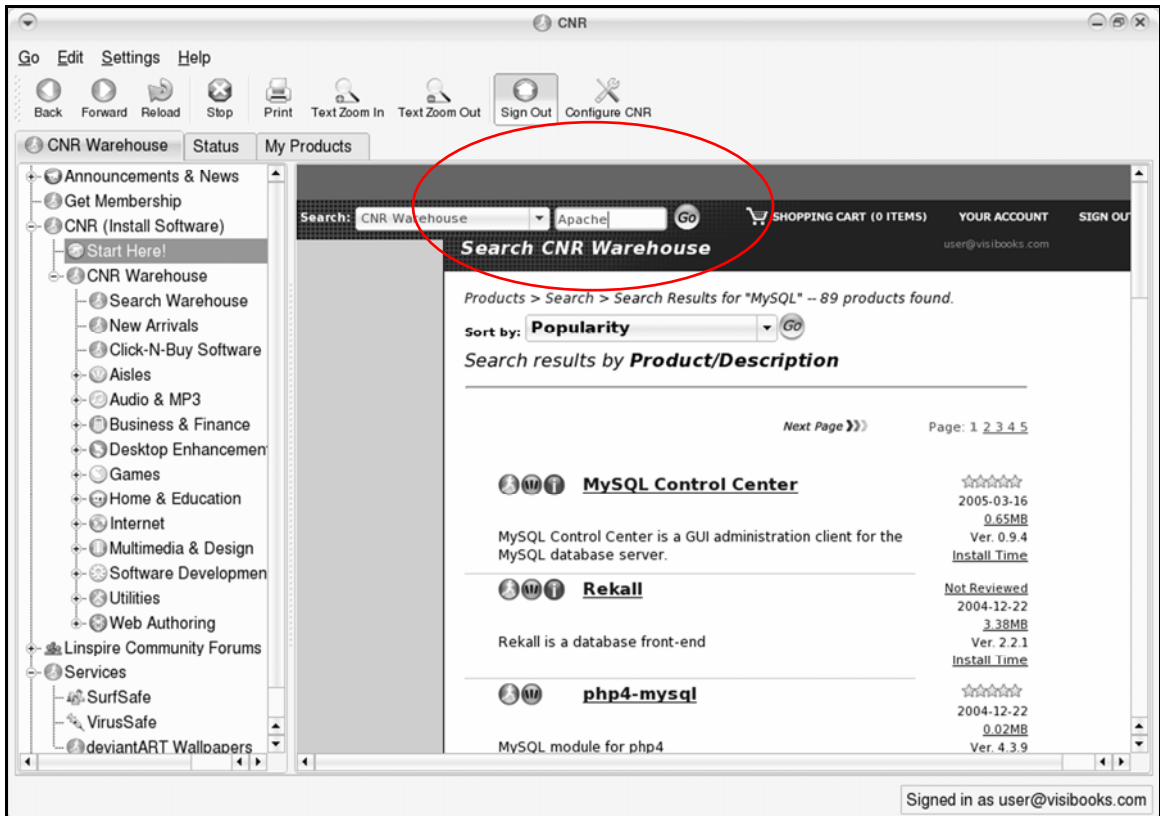 CNR
Go Edit Settings Help
Back Forward Reload Stop Print Text Zoom In Text Zoom Out Sign Out Configure CNR
CNR Warehouse Status My Products
Announcements & News
Get Membership
CNR (Install Software)
Start Here!
CNR Warehouse
Search Warehouse
New Arrivals
Click-N-Buy Software
Aisles
Audio & MP3
Business & Finance
Desktop Enhancemen
Games
Home & Education
Internet
Multimedia & Design
Software Developmen
Utilities
Web Authoring
Linspire Community Forums
Services
SurfSafe
VirusSafe
deviantART Wallpapers
Search: CNR Warehouse Apache Go SHOPPING CART (0 ITEMS) YOUR ACCOUNT SIGN OU
Search CNR Warehouse user@visibooks.com
Products > Search > Search Results for "MySQL" -- 89 products found.
Sort by: Popularity Go
Search results by Product/Description
Next Page Page: 1 2 3 4 5
MySQL Control Center
2005-03-16
0.65MB
MySQL Control Center is a GUI administration client for the Ver. 0.9.4
MySQL database server. Install Time
Rekall Not Reviewed
2004-12-22
3.38MB
Rekall is a database front-end Ver. 2.2.1
Install Time
php4-mysql
2004-12-22
0.02MB
MySQL module for php4 Ver. 4.3.9
Signed in as user@visibooks.com